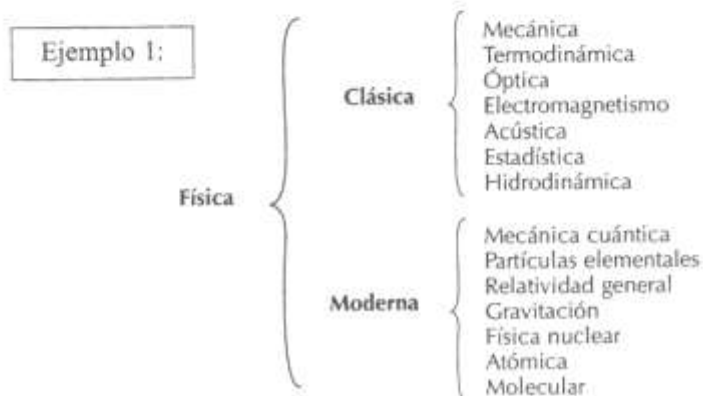 Ejemplo 1:
Física
Clásica
Mecánica
Termodinámica
Óptica
Electromagnetismo
Acústica
Estadística
Hidrodinámica
Moderna
Mecánica cuántica
Partículas elementales
Relatividad general
Gravitación
Física nuclear
Atómica
Molecular